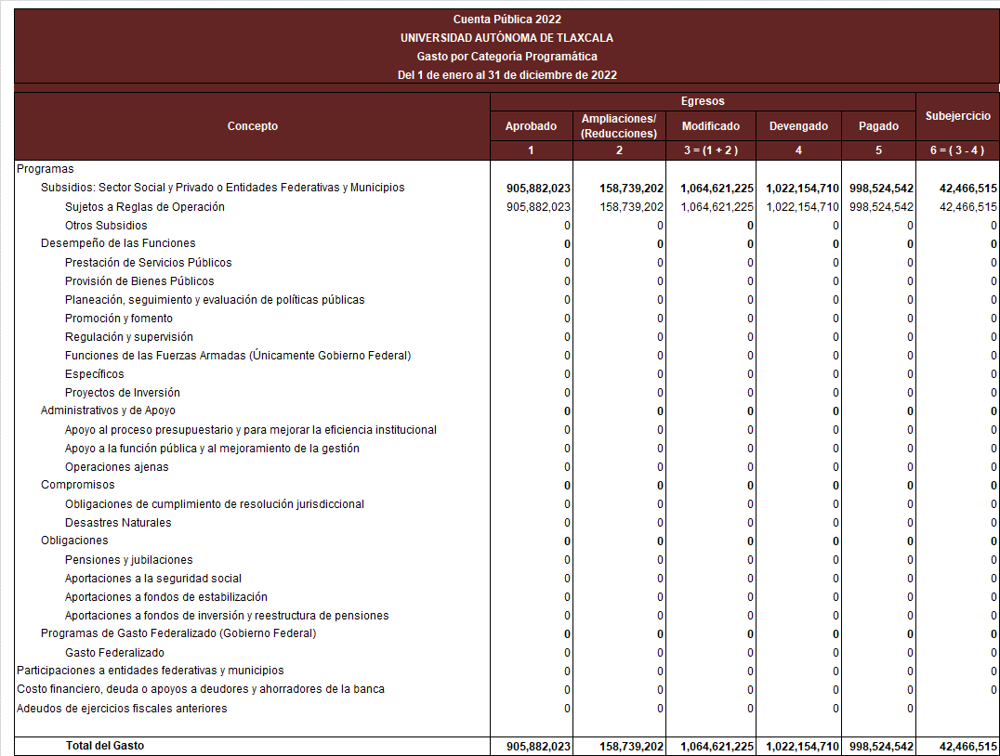 Cuenta Pública 2022
UNIVERSIDAD AUTÓNOMA DE TLAXCALA
Gasto por Categoría Programática
Del 1 de enero al 31 de diciembre de 2022
Concepto Egresos Subejercicio
Aprobado Ampliaciones/ (Reducciones) Modificado Devengado Pagado
1 2 3 = (1 + 2 ) 4 5 6 = ( 3 - 4 )
Programas
Subsidios: Sector Social y Privado o Entidades Federativas y Municipios 905,882,023 158,739,202 1,064,621,225 1,022,154,710 998,524,542 42,466,515
Sujetos a Reglas de Operación 905,882,023 158,739,202 1,064,621,225 1,022,154,710 998,524,542 42,466,515
Otros Subsidios 0 0 0 0 0 0
Desempeño de las Funciones 0 0 0 0 0 0
Prestación de Servicios Públicos 0 0 0 0 0 0
Provisión de Bienes Públicos 0 0 0 0 0 0
Planeación, seguimiento y evaluación de políticas públicas 0 0 0 0 0 0
Promoción y fomento 0 0 0 0 0 0
Regulación y supervisión 0 0 0 0 0 0
Funciones de las Fuerzas Armadas (Únicamente Gobierno Federal) 0 0 0 0 0 0
Específicos 0 0 0 0 0 0
Proyectos de Inversión 0 0 0 0 0 0
Administrativos y de Apoyo 0 0 0 0 0 0
Apoyo al proceso presupuestario y para mejorar la eficiencia institucional 0 0 0 0 0 0
Apoyo a la función pública y al mejoramiento de la gestión 0 0 0 0 0 0
Operaciones ajenas 0 0 0 0 0 0
Compromisos 0 0 0 0 0 0
Obligaciones de cumplimiento de resolución jurisdiccional 0 0 0 0 0 0
Desastres Naturales 0 0 0 0 0 0
Obligaciones 0 0 0 0 0 0
Pensiones y jubilaciones 0 0 0 0 0 0
Aportaciones a la seguridad social 0 0 0 0 0 0
Aportaciones a fondos de estabilización 0 0 0 0 0 0
Aportaciones a fondos de inversión y reestructura de pensiones 0 0 0 0 0 0
Programas de Gasto Federalizado (Gobierno Federal) 0 0 0 0 0 0
Gasto Federalizado 0 0 0 0 0 0
Participaciones a entidades federativas y municipios 0 0 0 0 0 0
Costo financiero, deuda o apoyos a deudores y ahorradores de la banca 0 0 0 0 0 0
Adeudos de ejercicios fiscales anteriores 0 0 0 0 0
Total del Gasto 905,882,023 158,739,202 1,064,621,225 1,022,154,710 998,524,542 42,466,515